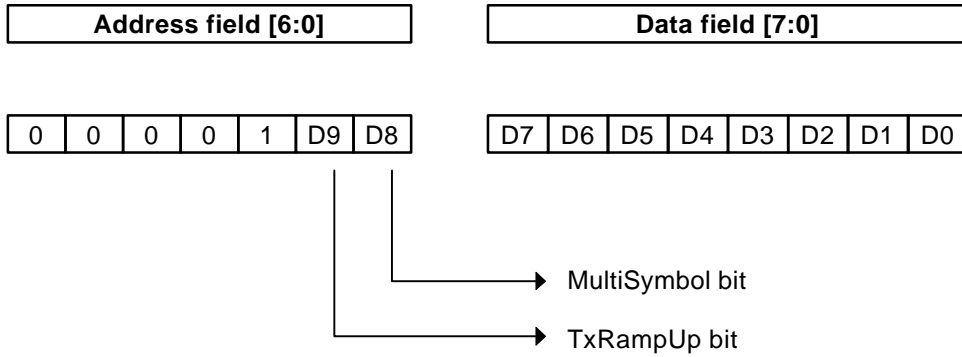 Address field [6:0] Data field [7:0]
0 0 0 0 1 D9 D8 D7 D6 D5 D4 D3 D2 D1 D0
MultiSymbol bit
TxRampUp bit